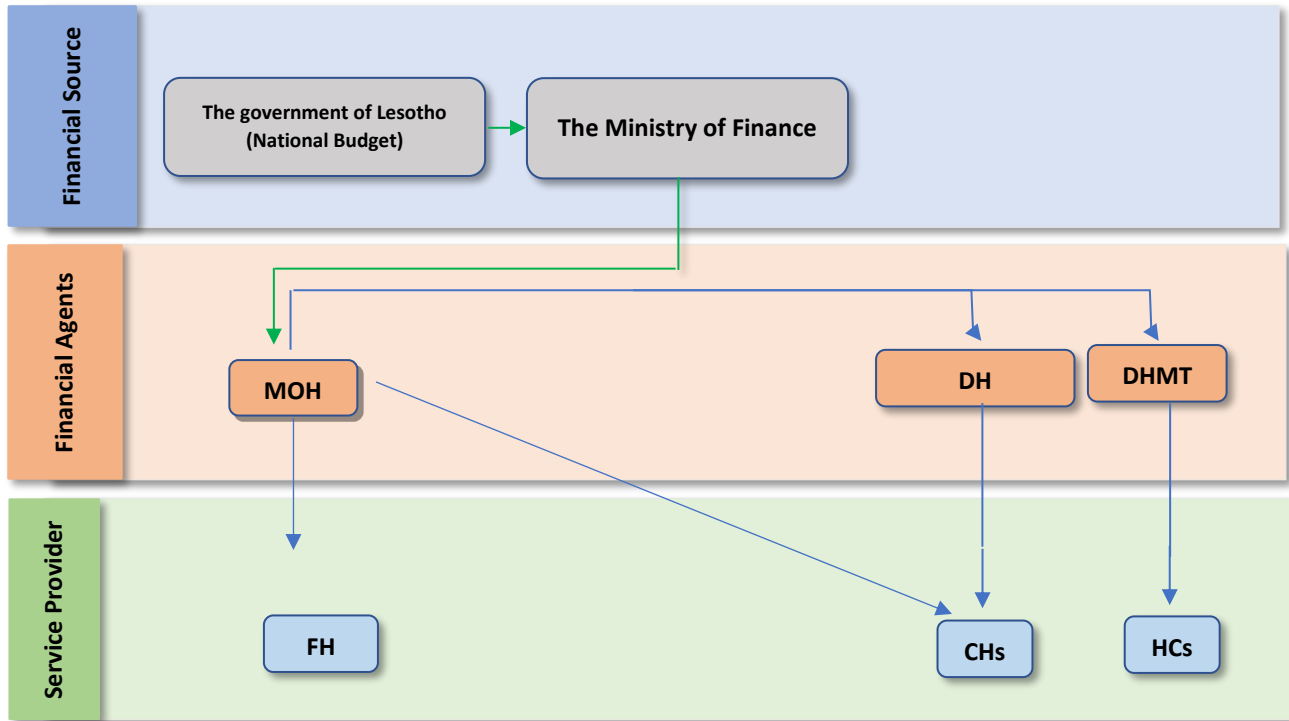 Financial Source
The government of Lesotho
(National Budget)
The Ministry of Finance
Financial Agents
MOH
DH
DHMT
Service Provider
FH
CHs
HCs